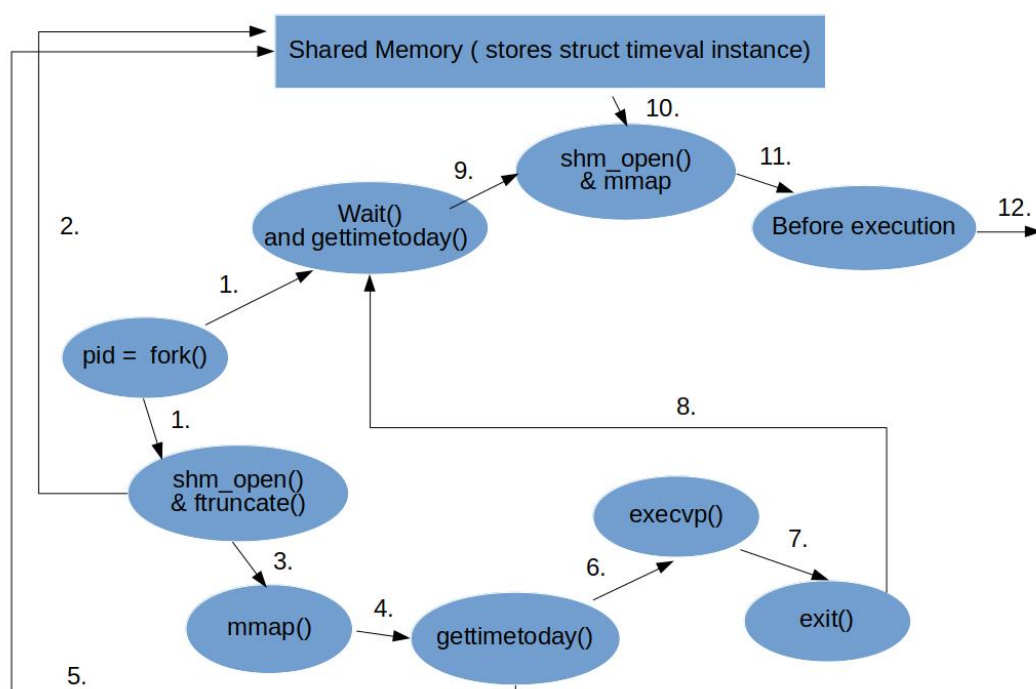 Shared Memory ( stores struct timeval instance)
10.
shm_open()
& mmap
9.
11.
Wait()
and gettimetoday()
Before execution
12.
2.
1.
pid =  fork()
1.
8.
shm_open()
& ftruncate()
execvp()
3.
6.
7.
mmap()
4.
gettimetoday()
exit()
5.